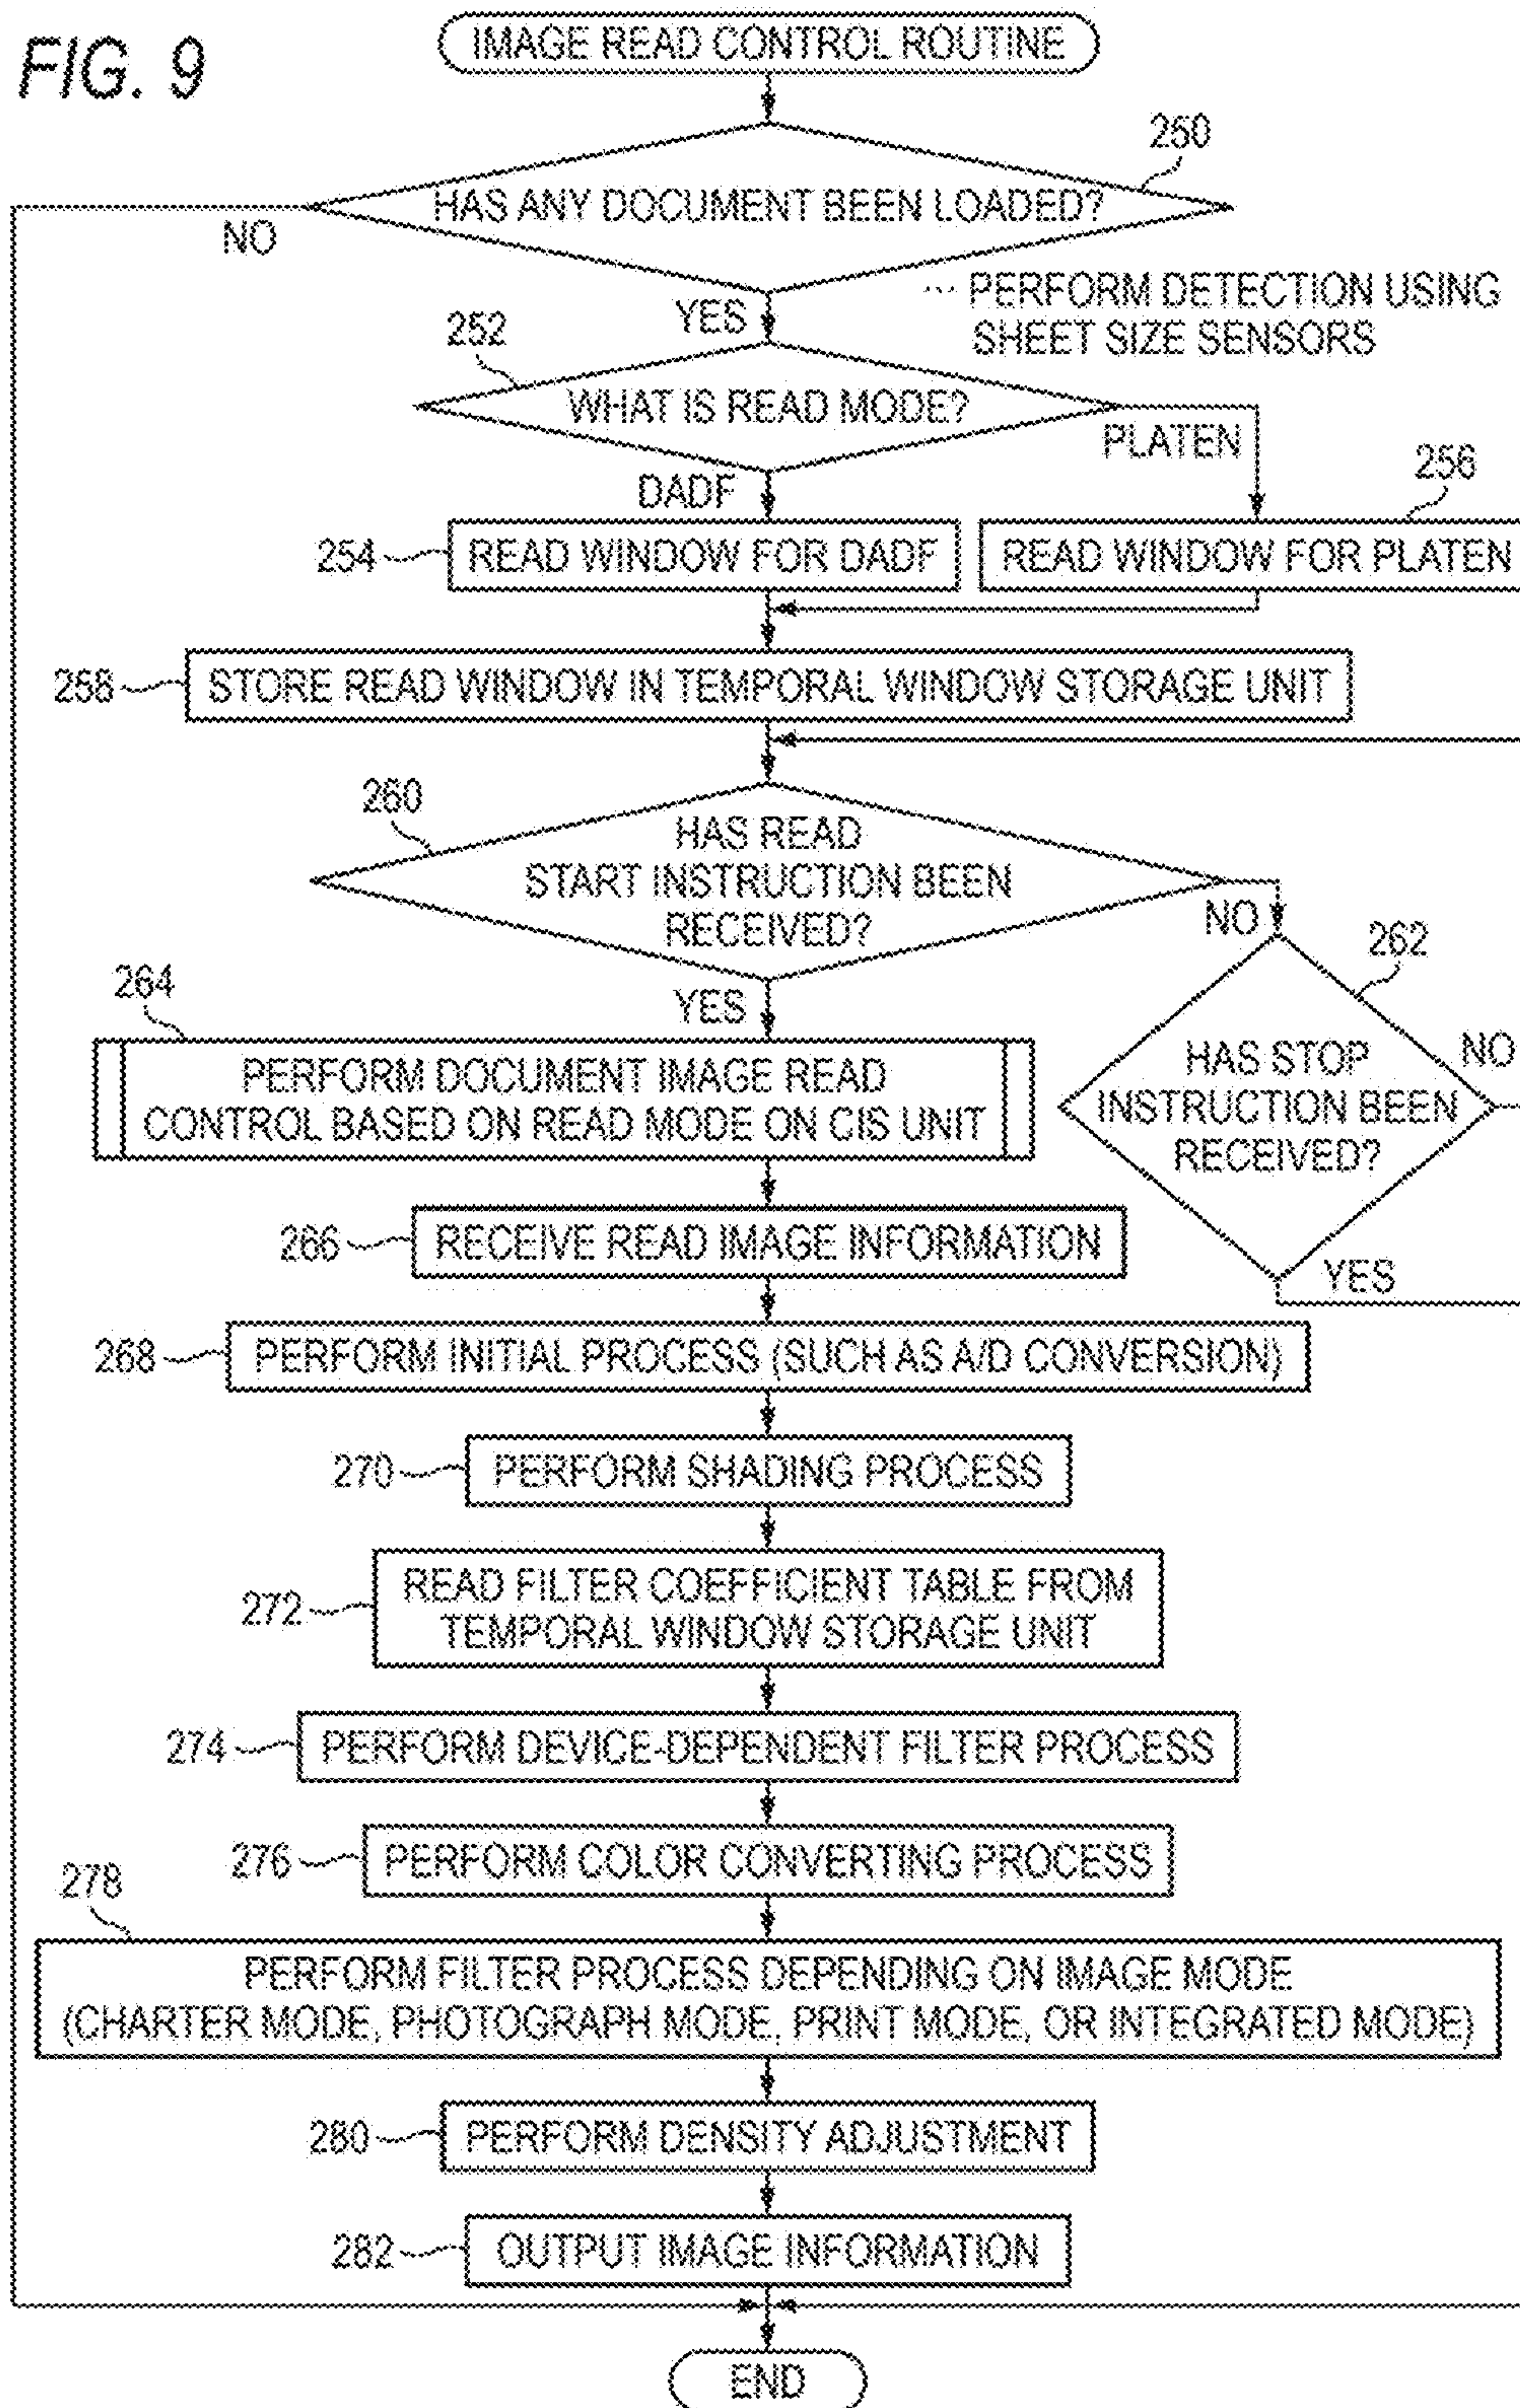 FIG. 9
IMAGE READ CONTROL ROUTINE
250
HAS ANY DOCUMENT BEEN LOADED?
NO
YES
··· PERFORM DETECTION USING
SHEET SIZE SENSORS
252
WHAT IS READ MODE?
PLATEN
DADF
256
254
READ WINDOW FOR DADF
READ WINDOW FOR PLATEN
258
STORE READ WINDOW IN TEMPORAL WINDOW STORAGE UNIT
260
HAS READ
START INSTRUCTION BEEN
RECEIVED?
NO
YES
262
HAS STOP
INSTRUCTION BEEN
RECEIVED?
NO
YES
264
PERFORM DOCUMENT IMAGE READ
CONTROL BASED ON READ MODE ON CIS UNIT
266
RECEIVE READ IMAGE INFORMATION
268
PERFORM INITIAL PROCESS (SUCH AS A/D CONVERSION)
270
PERFORM SHADING PROCESS
272
READ FILTER COEFFICIENT TABLE FROM
TEMPORAL WINDOW STORAGE UNIT
274
PERFORM DEVICE-DEPENDENT FILTER PROCESS
276
PERFORM COLOR CONVERTING PROCESS
278
PERFORM FILTER PROCESS DEPENDING ON IMAGE MODE
(CHARTER MODE, PHOTOGRAPH MODE, PRINT MODE, OR INTEGRATED MODE)
280
PERFORM DENSITY ADJUSTMENT
282
OUTPUT IMAGE INFORMATION
END